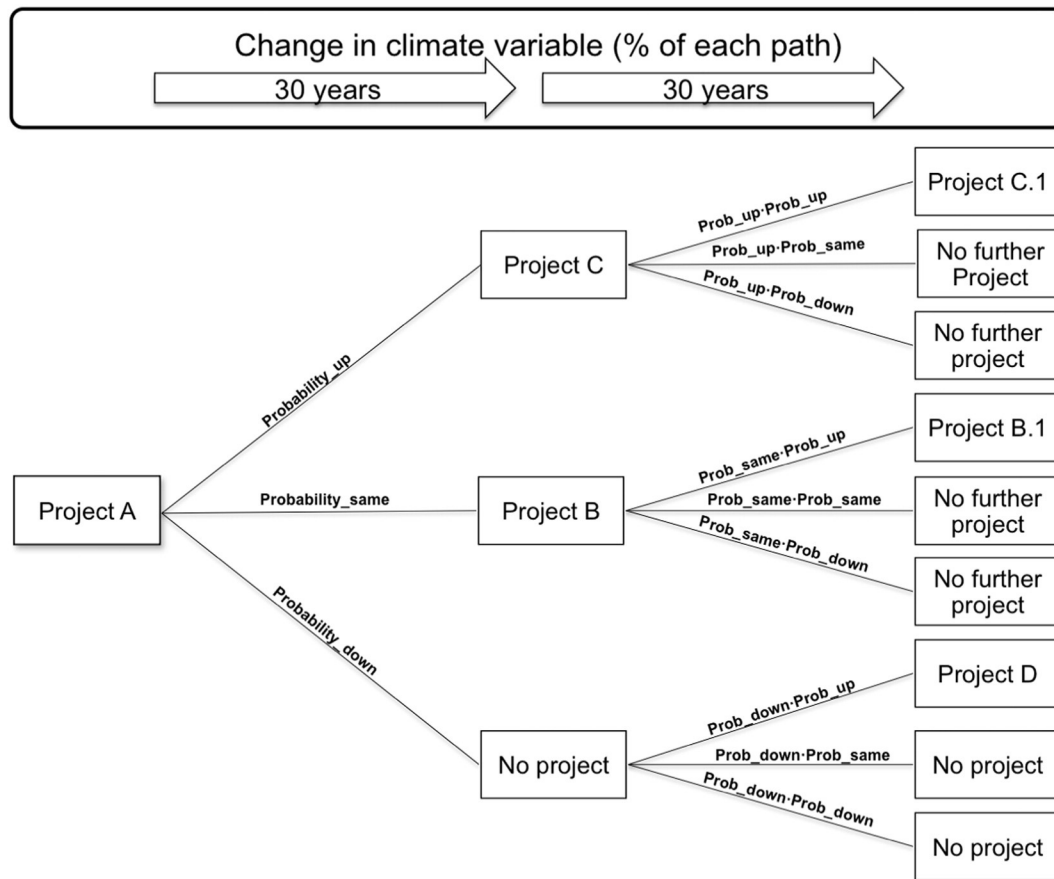 Change in climate variable (% of each path)
30 years
30 years
Project A
Probability_up
Probability_same
Probability_down
Project C
Prob_up·Prob_up
Prob_up·Prob_same
Prob_up·Prob_down
Project C.1
No further
Project
No further
project
Project B
Prob_same·Prob_up
Prob_same·Prob_same
Prob_same·Prob_down
Project B.1
No further
project
No further
project
No project
Prob_down·Prob_up
Prob_down·Prob_same
Prob_down·Prob_down
Project D
No project
No project